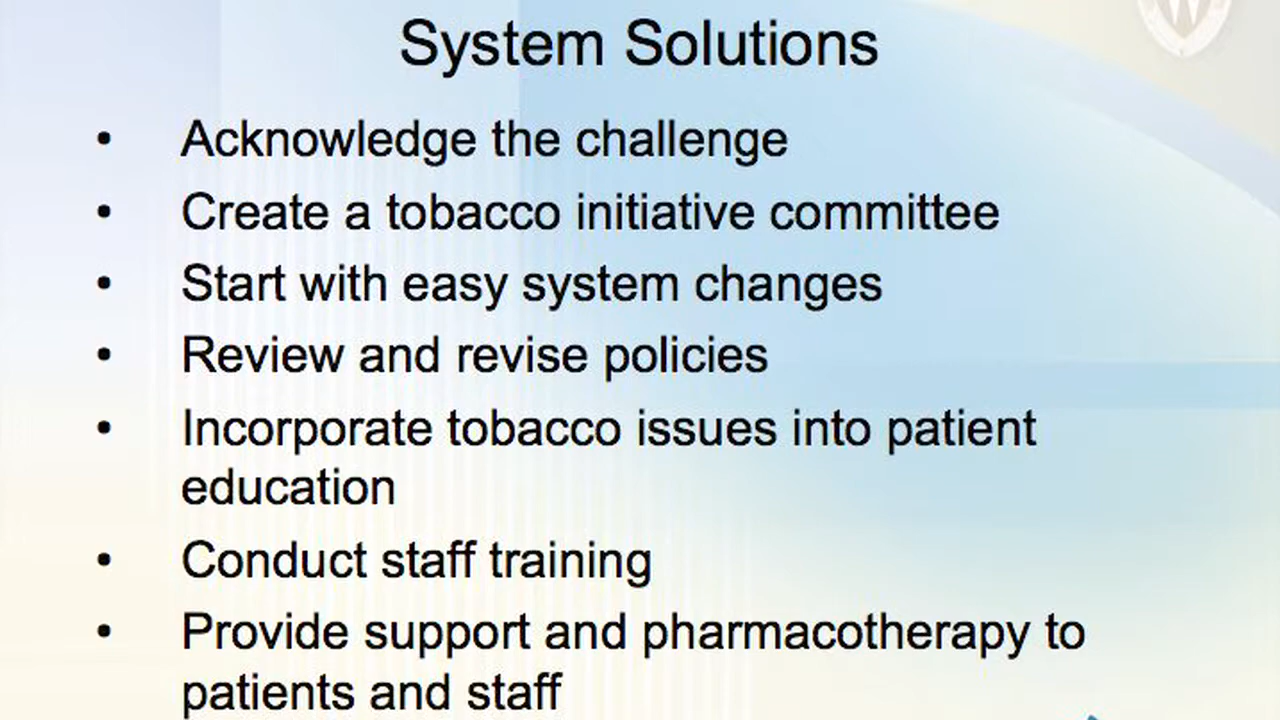 System Solutions
• Acknowledge the challenge
• Create a tobacco initiative committee
• Start with easy system changes
• Review and revise policies
• Incorporate tobacco issues into patient
education
• Conduct staff training
• Provide support and pharmacotherapy to
patients and staff
W